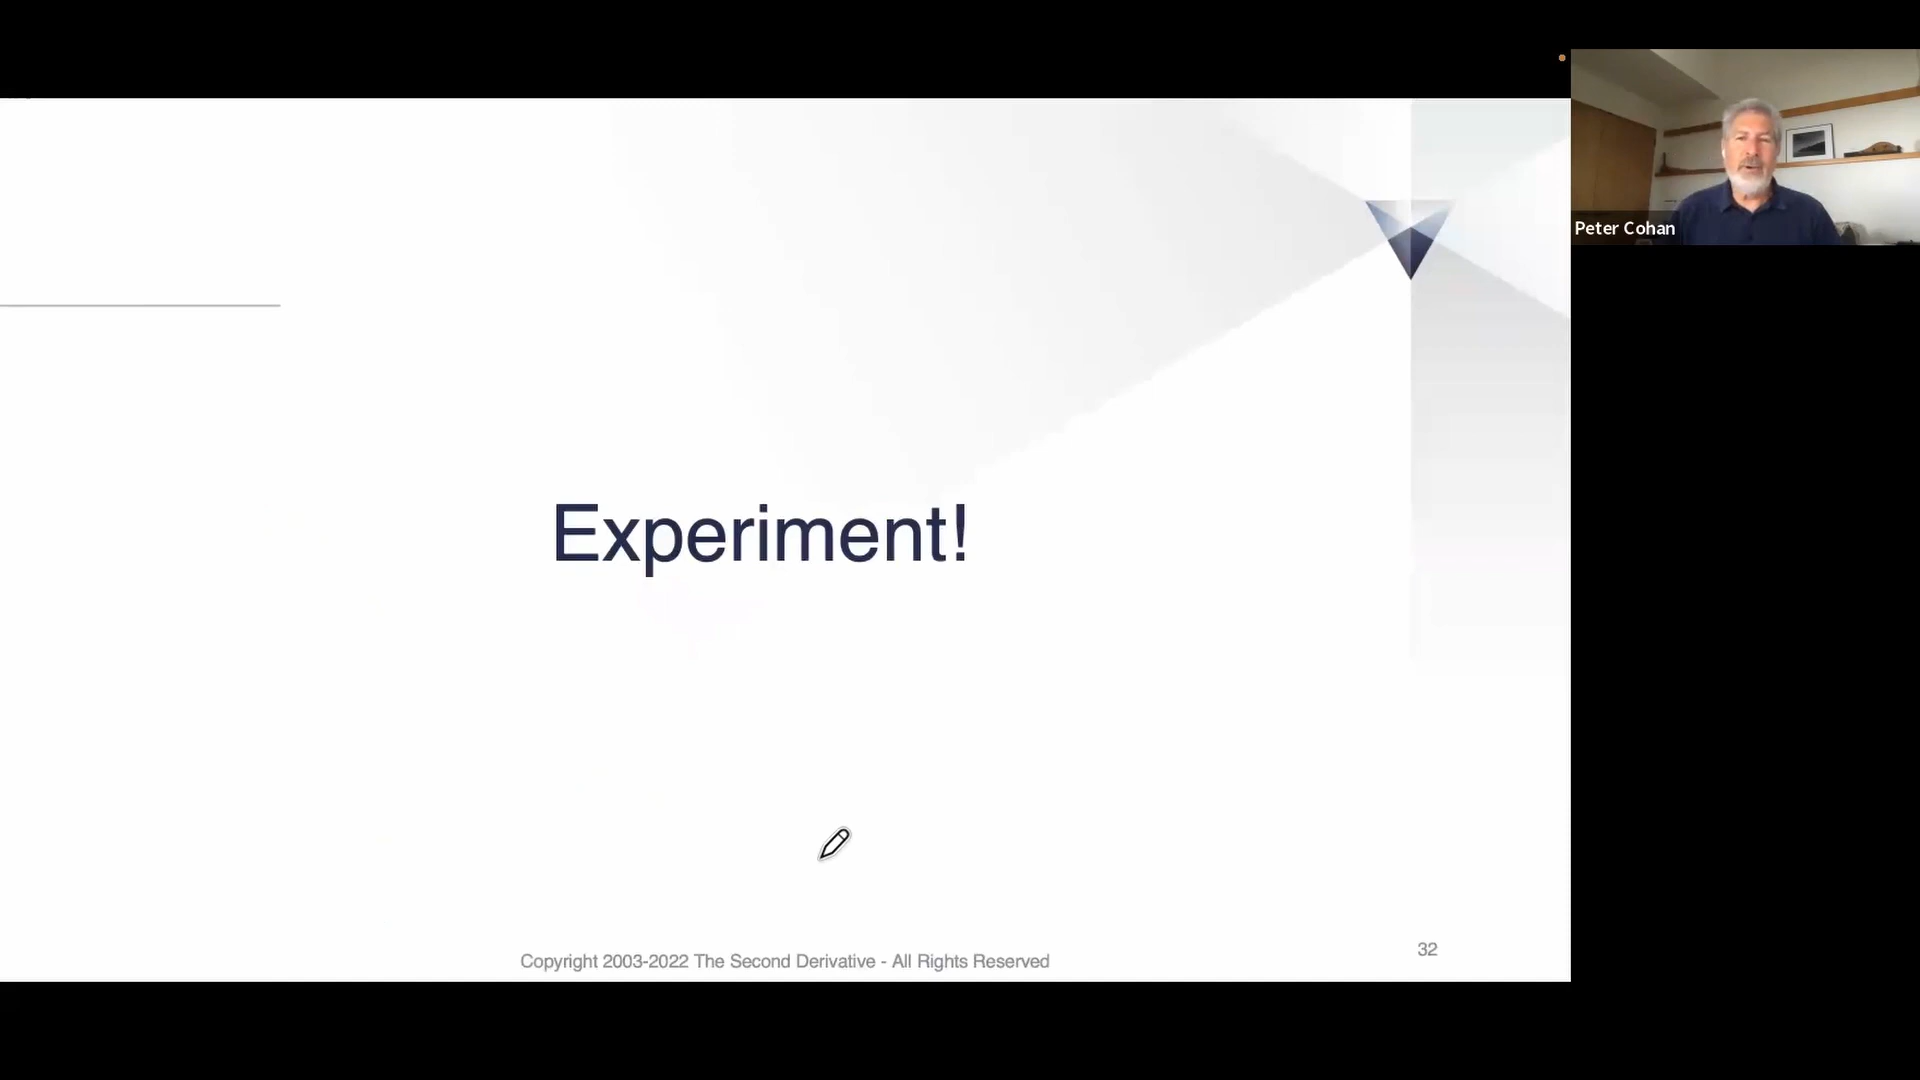 Peter Cohan
Experiment!
Copyright 2003-2022 The Second Derivative - All Rights Reserved
32